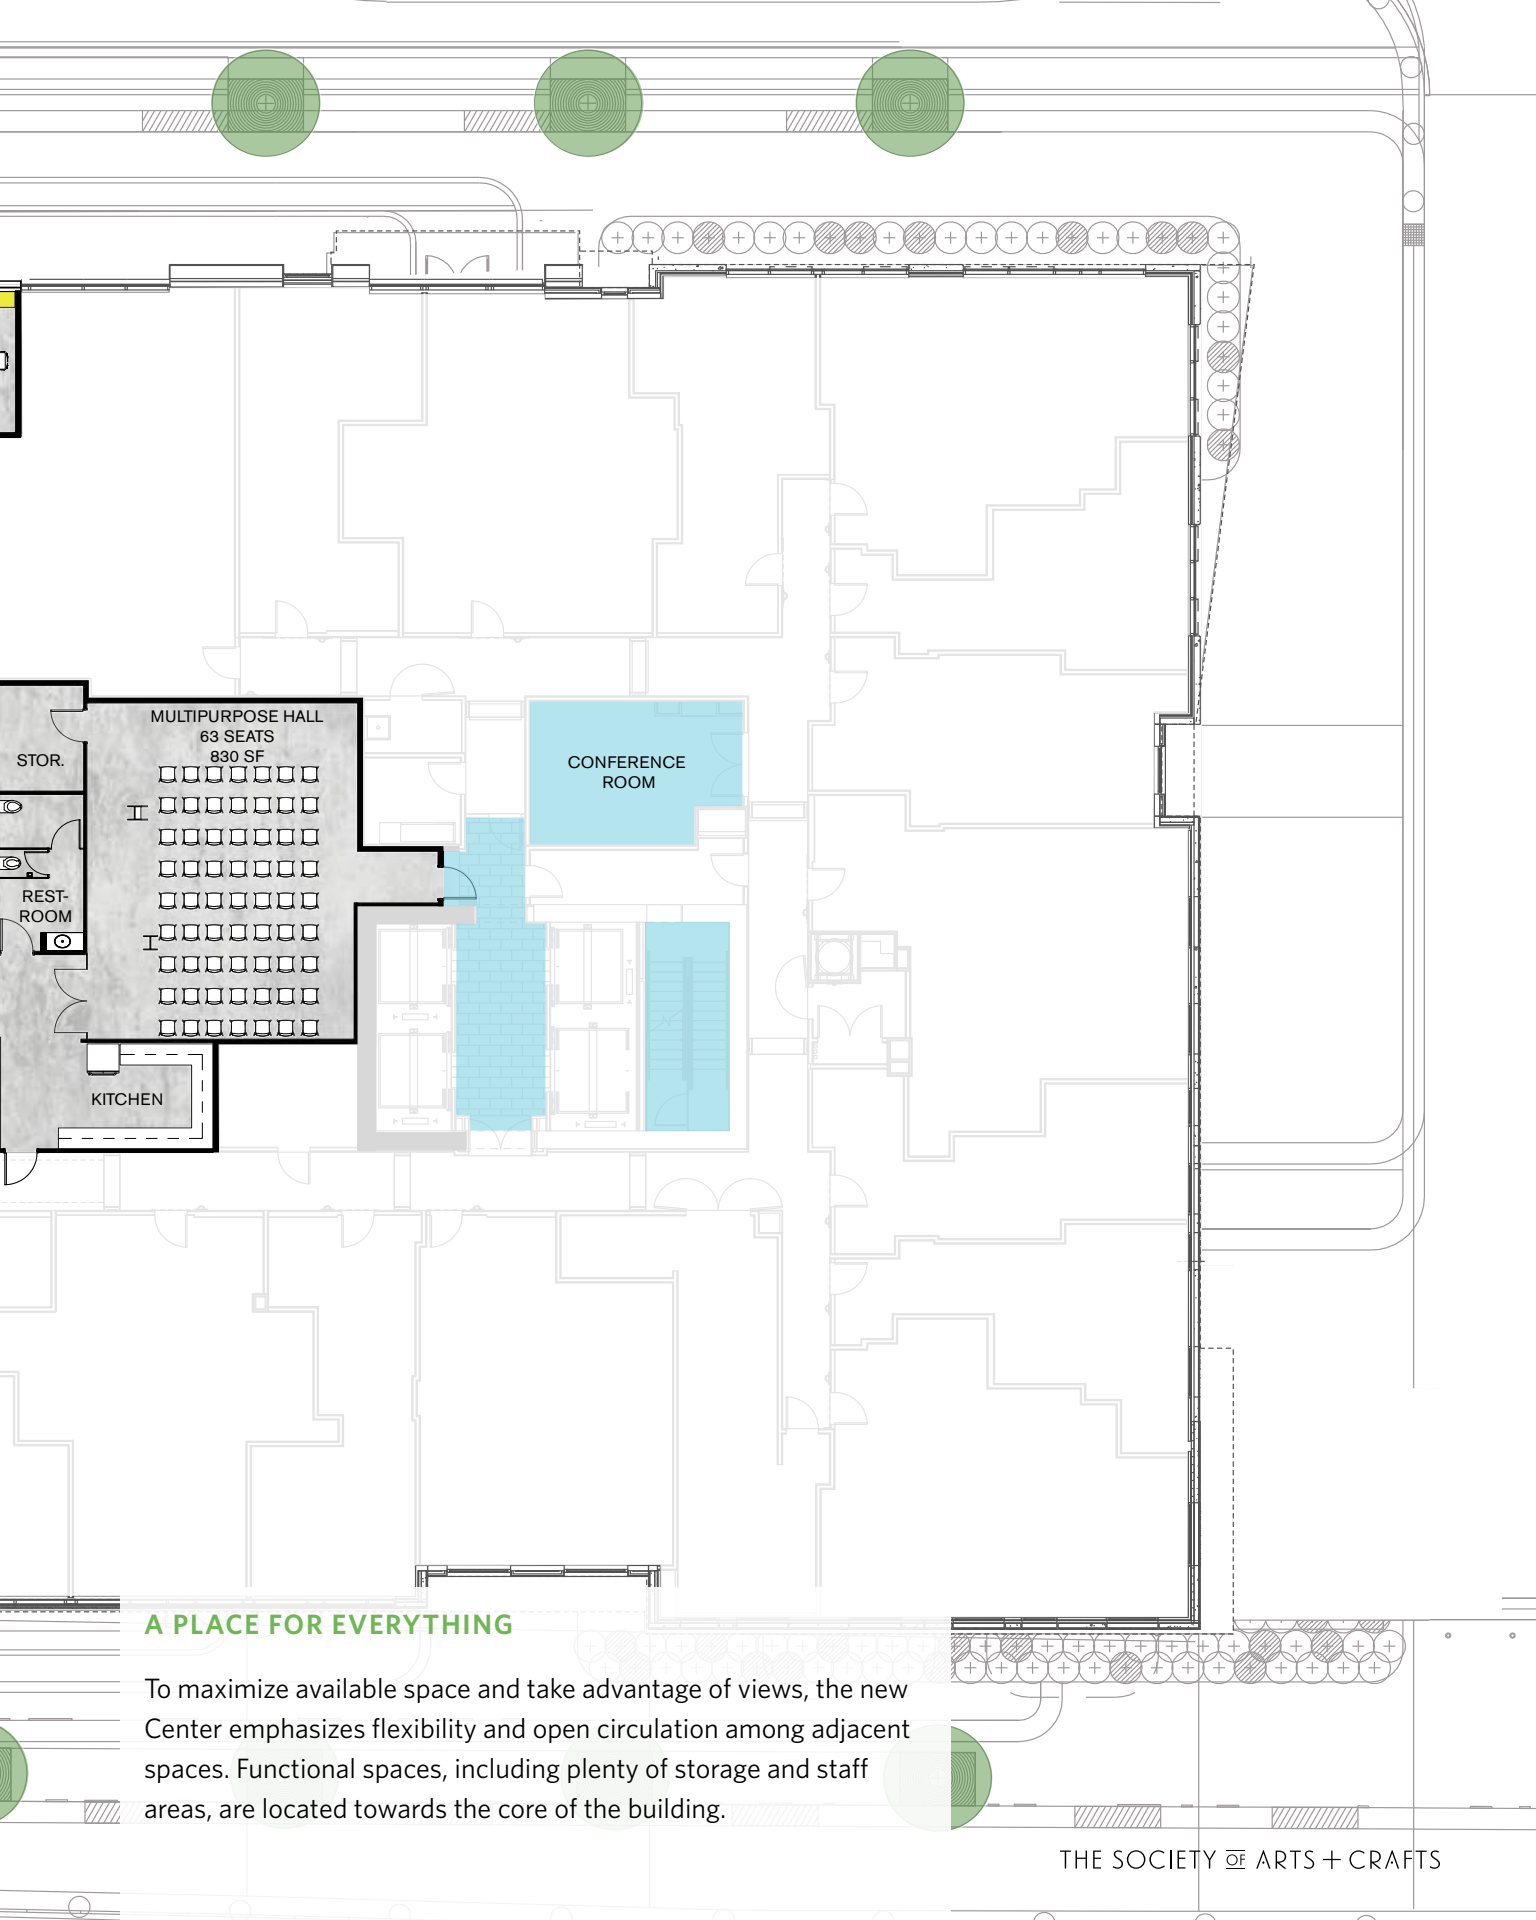 MULTIPURPOSE HALL
63 SEATS
830 SF
STOR.
CONFERENCE
ROOM
REST-
ROOM
KITCHEN
A PLACE FOR EVERYTHING
To maximize available space and take advantage of views, the new
Center emphasizes flexibility and open circulation among adjacent
spaces. Functional spaces, including plenty of storage and staff
areas, are located towards the core of the building.
THE SOCIETY OF ARTS + CRAFTS